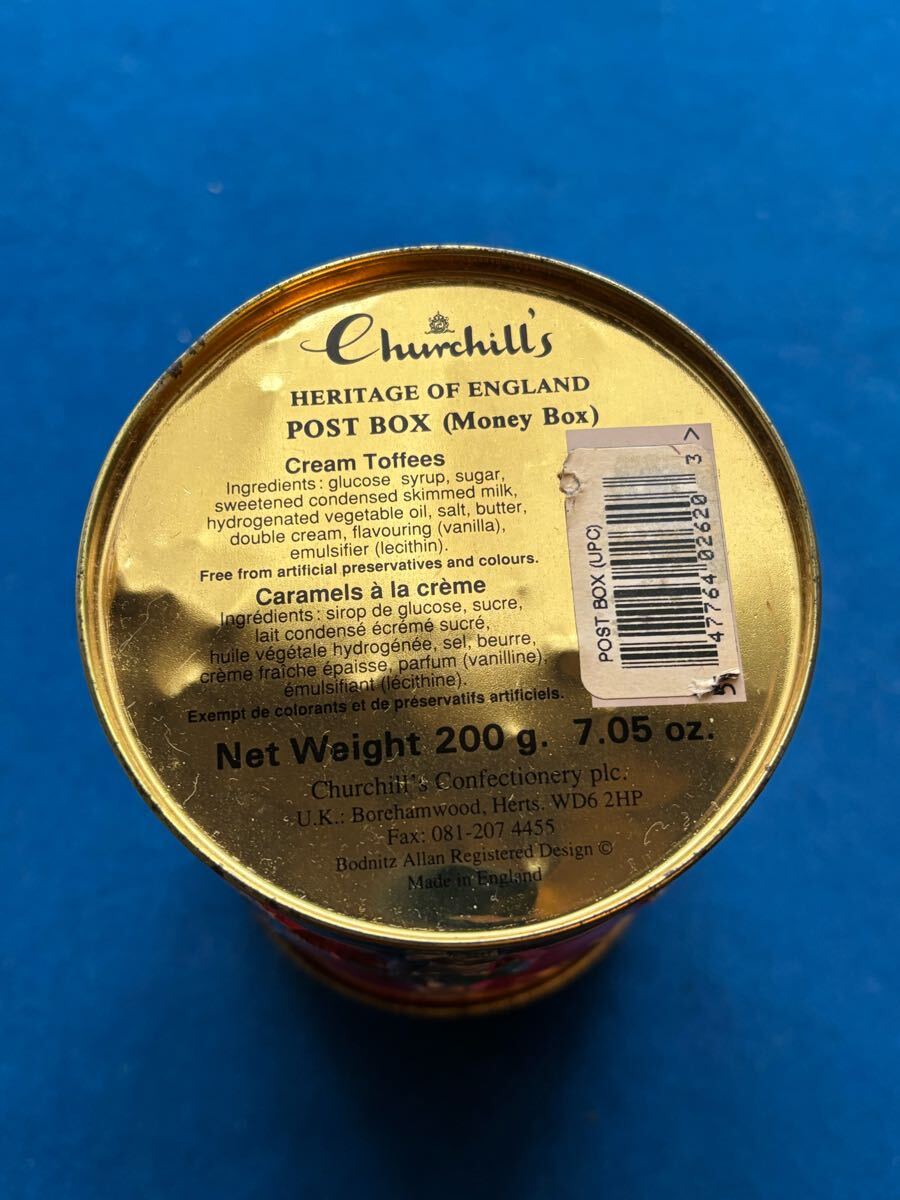 Churchill's
HERITAGE OF ENGLAND
POST BOX (Money Box)
Cream Toffees
Ingredients: glucose syrup, sugar,
sweetened condensed skimmed milk,
hydrogenated vegetable oil, salt, butter,
double cream, flavouring (vanilla),
emulsifier (lecithin).
Free from artificial preservatives and colours.
Caramels à la crème
Ingrédients: sirop de glucose, sucre,
lait condensé écrémé sucré,
huile végétale hydrogénée, sel, beurre,
crème fraîche épaisse, parfum (vanilline),
émulsifiant (lécithine).
Exempt de colorants et de préservatifs artificiels.
Net Weight 200 g. 7.05 oz.
Churchill's Confectionery plc.
U.K.: Borehamwood, Herts. WD6 2HP
Fax: 081-207 4455
Bodnitz Allan Registered Design ©
Made in England
POST BOX (UPC)
47764 02620 3 >